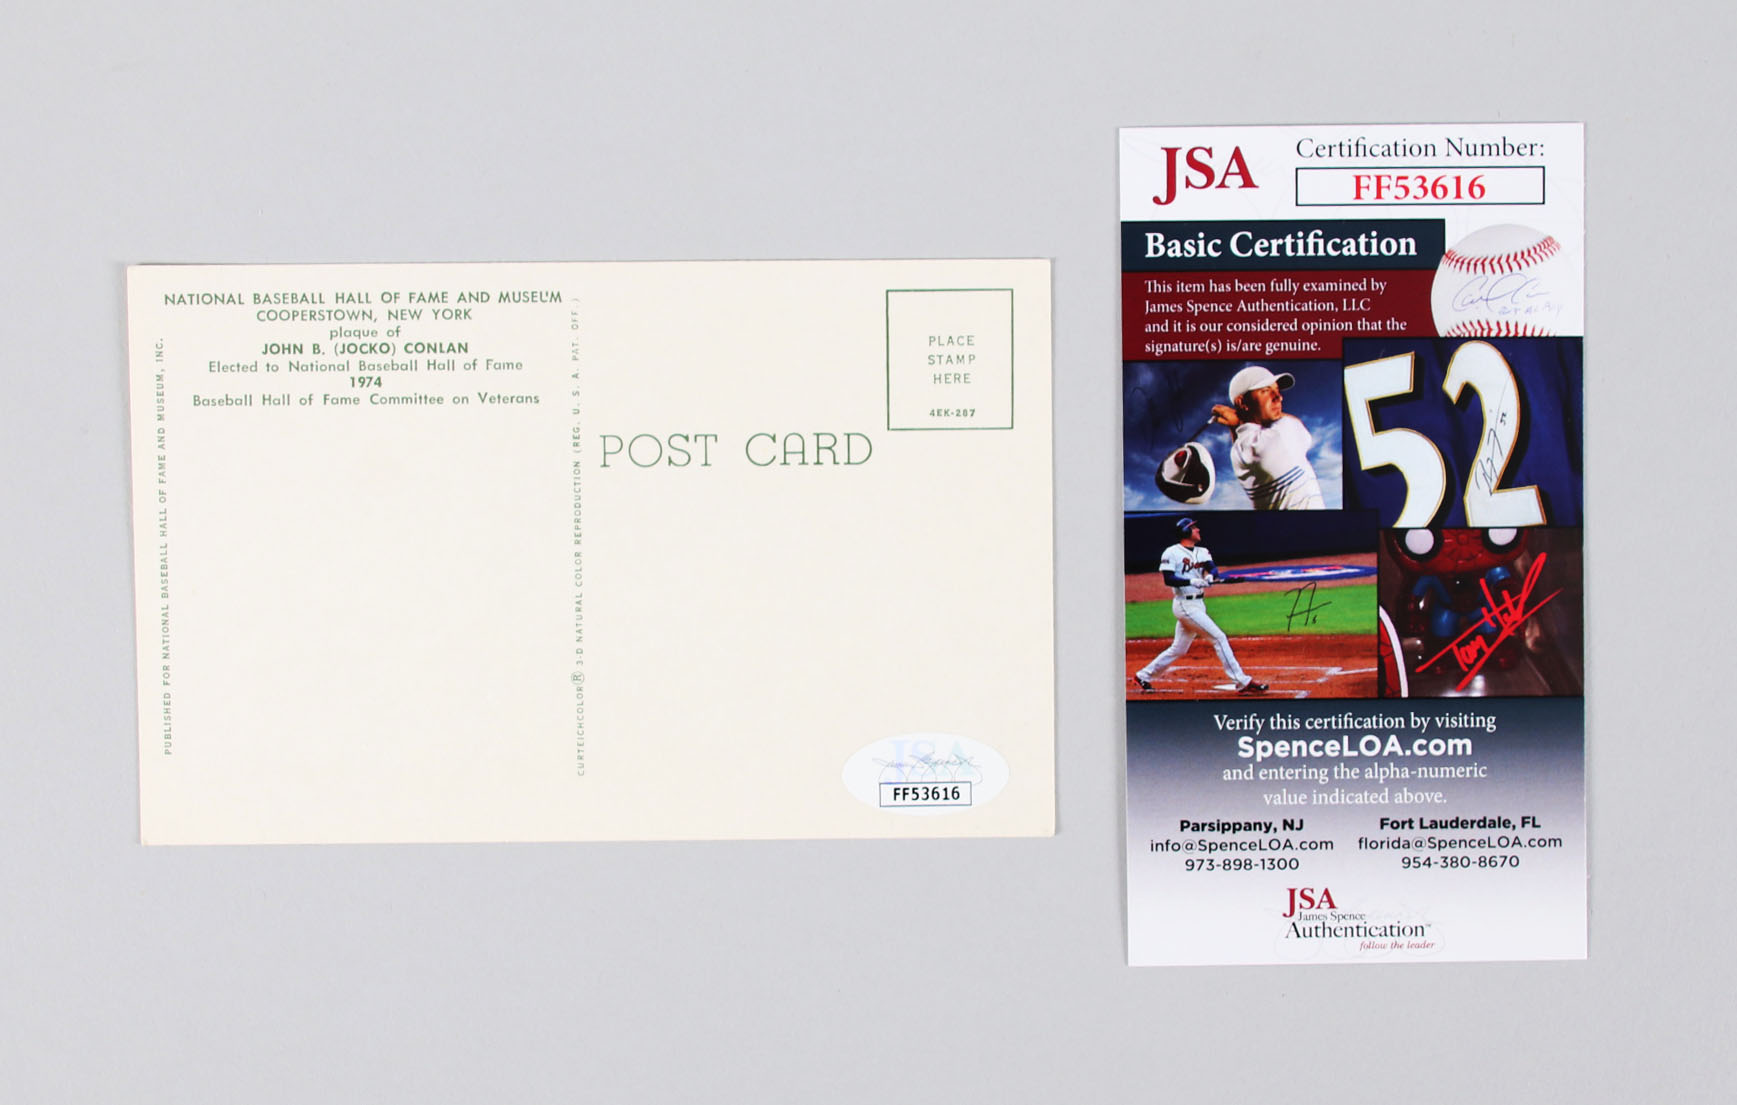 NATIONAL BASEBALL HALL OF FAME AND MUSEUM
COOPERSTOWN, NEW YORK
plaque of
JOHN B. (JOCKO) CONLAN
Elected to National Baseball Hall of Fame
1974
Baseball Hall of Fame Committee on Veterans
PUBLISHED FOR NATIONAL BASEBALL HALL OF FAME AND MUSEUM, INC.
CURTEICHCOLOR® 3-D NATURAL COLOR REPRODUCTION (REG. U. S. A. PAT. OFF.)
POST CARD
PLACE
STAMP
HERE
4EK-287
JSA
FF53616
JSA
Certification Number:
FF53616
Basic Certification
This item has been fully examined by
James Spence Authentication, LLC
and it is our considered opinion that the
signature(s) is/are genuine.
52
Verify this certification by visiting
SpenceLOA.com
and entering the alpha-numeric
value indicated above.
Parsippany, NJ
info@SpenceLOA.com
973-898-1300
Fort Lauderdale, FL
florida@SpenceLOA.com
954-380-8670
JSA
James Spence
Authentication™
follow the leader